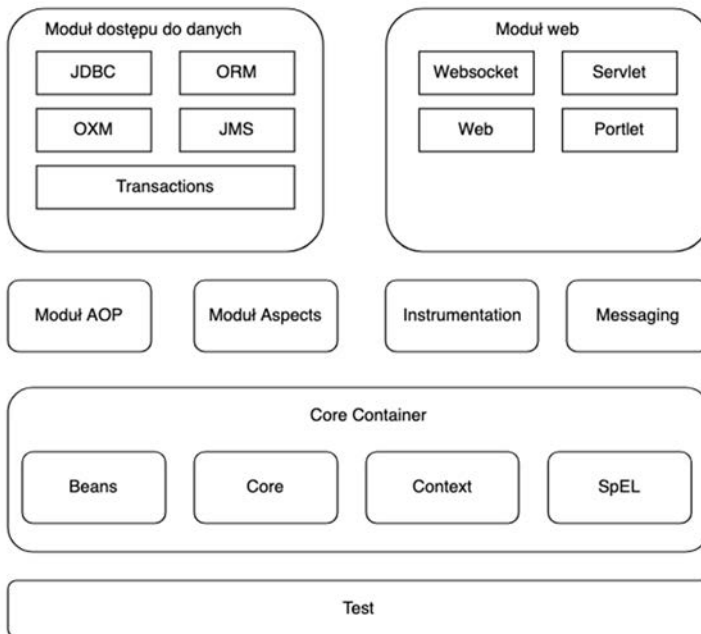 Moduł dostępu do danych
JDBC
ORM
OXM
JMS
Transactions
Moduł web
Websocket
Servlet
Web
Portlet
Moduł AOP
Moduł Aspects
Instrumentation
Messaging
Core Container
Beans
Core
Context
SpEL
Test